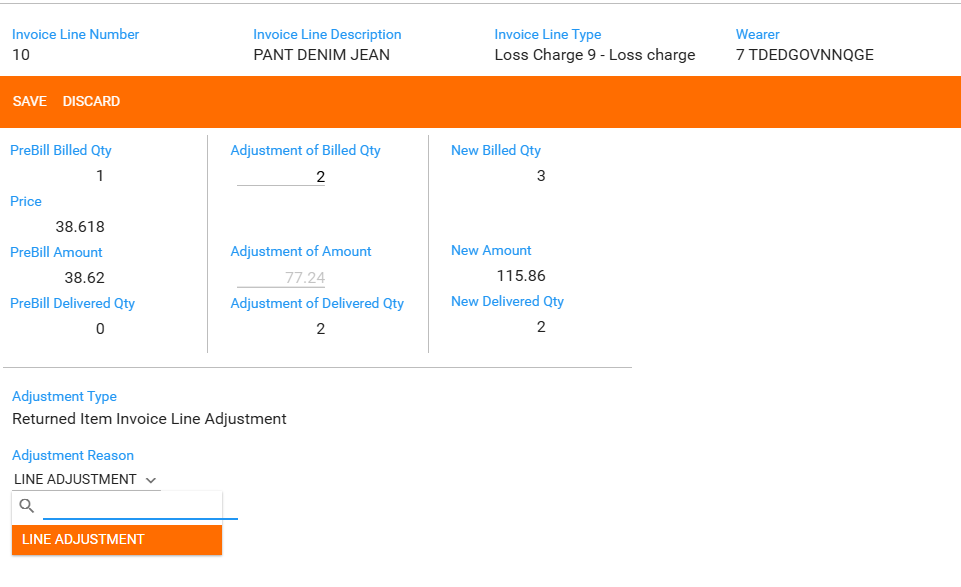 Invoice Line Number Invoice Line Description Invoice Line Type Wearer
10 PANT DENIM JEAN Loss Charge 9 - Loss charge 7 TDEDGOVNNQGE
SAVE DISCARD
PreBill Billed Qty Adjustment of Billed Qty New Billed Qty
1 2 3
Price
38.618
PreBill Amount Adjustment of Amount New Amount
38.62 77.24 115.86
PreBill Delivered Qty Adjustment of Delivered Qty New Delivered Qty
0 2 2
Adjustment Type
Returned Item Invoice Line Adjustment
Adjustment Reason
LINE ADJUSTMENT
LINE ADJUSTMENT